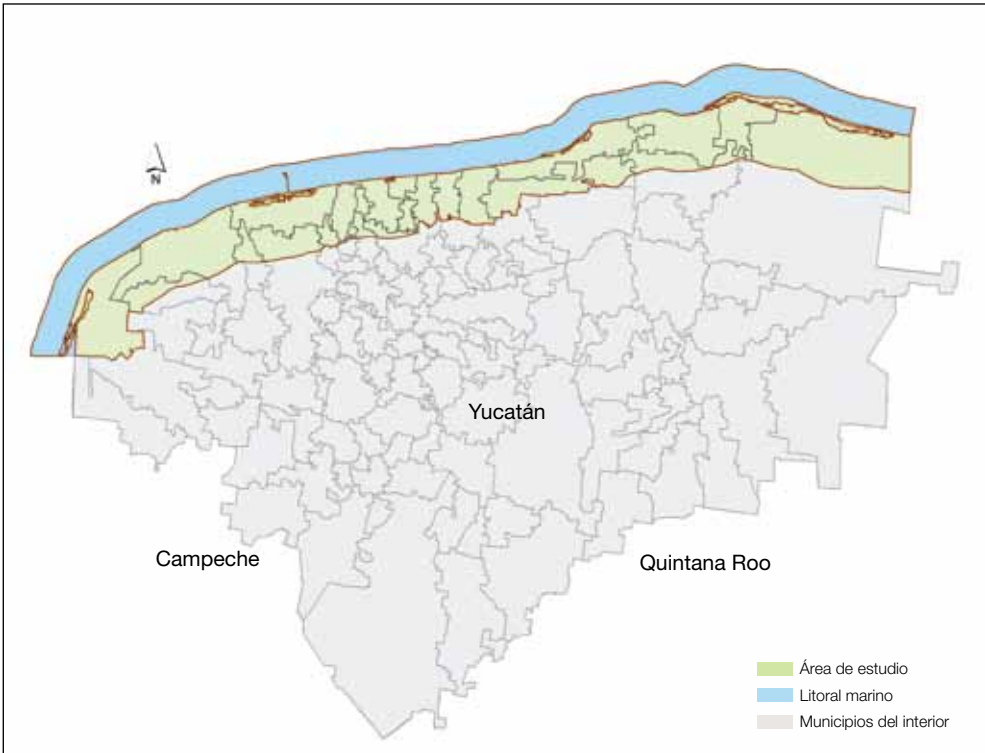 N
Yucatán
Campeche
Quintana Roo
Área de estudio
Litoral marino
Municipios del interior